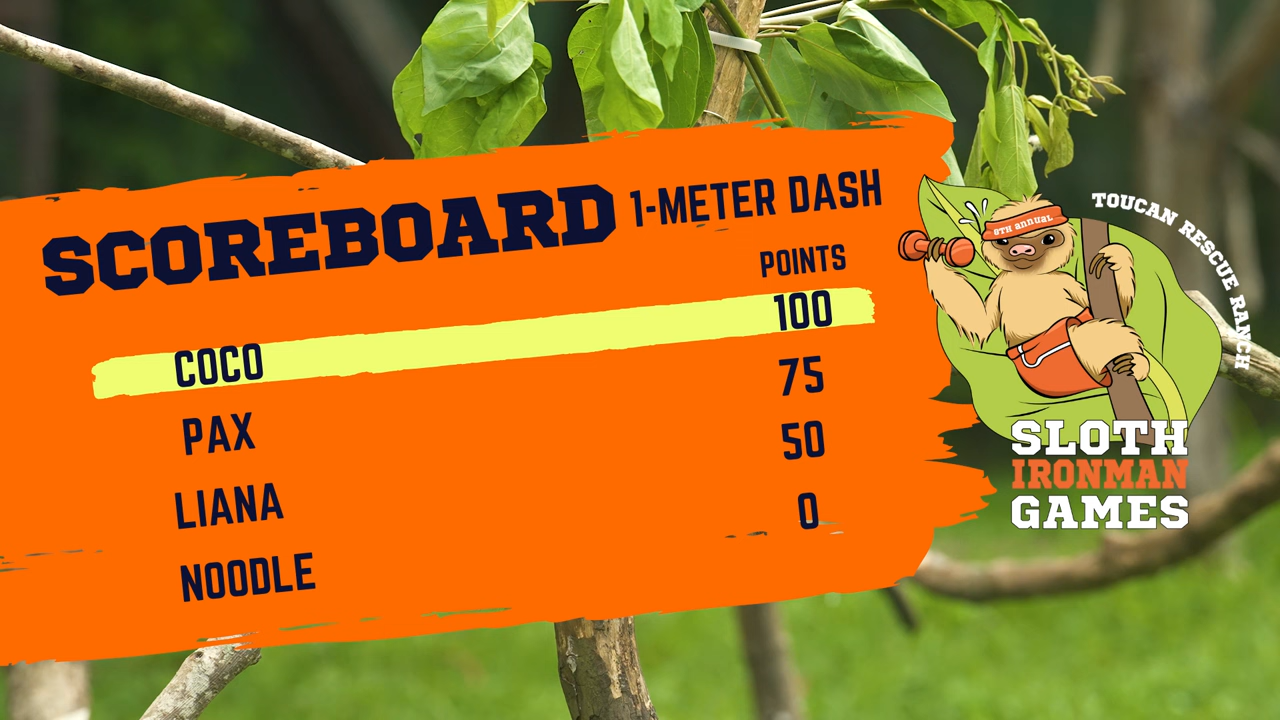 SCOREBOARD 1-METER DASH
POINTS
COCO 100
PAX 75
LIANA 50
NOODLE 0
8TH annual
TOUCAN RESCUE RANCH
SLOTH
IRONMAN
GAMES